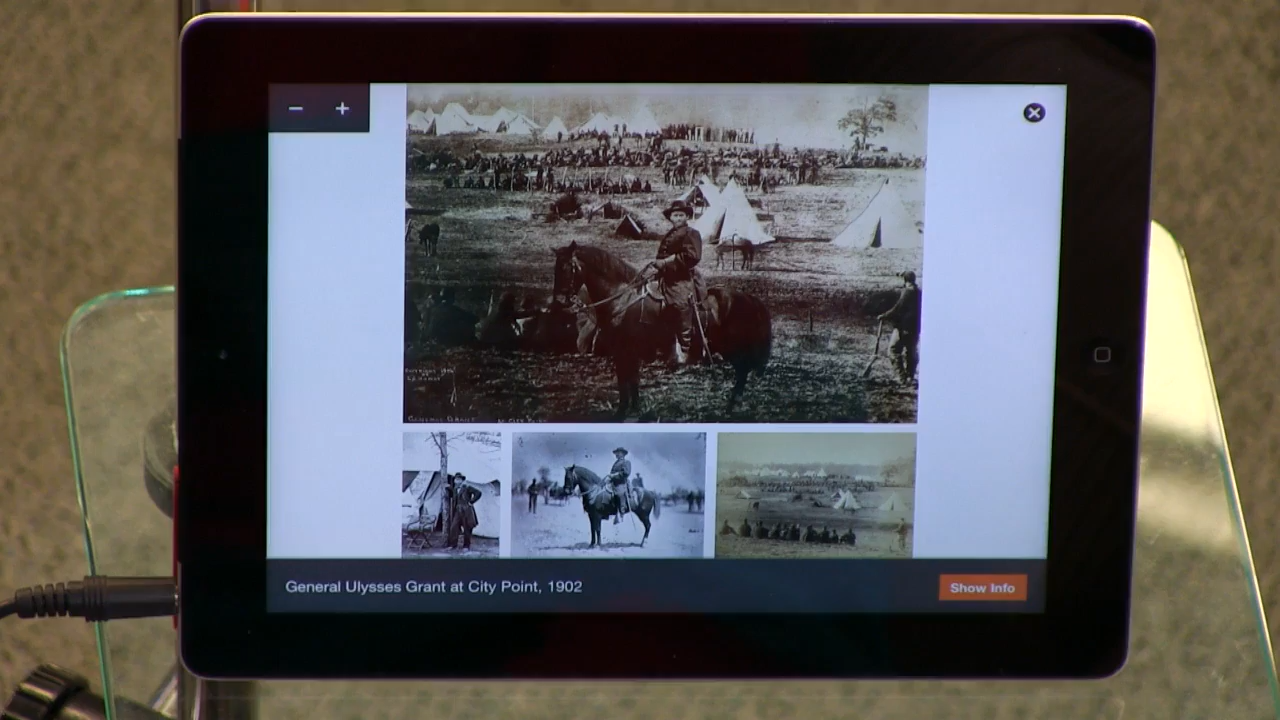 General Ulysses Grant at City Point, 1902
Show Info